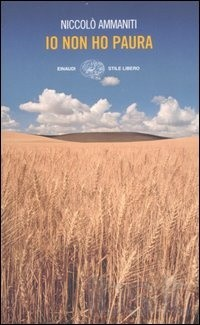 NICCOLÒ AMMANITI
IO NON HO PAURA
EINAUDI STILE LIBERO